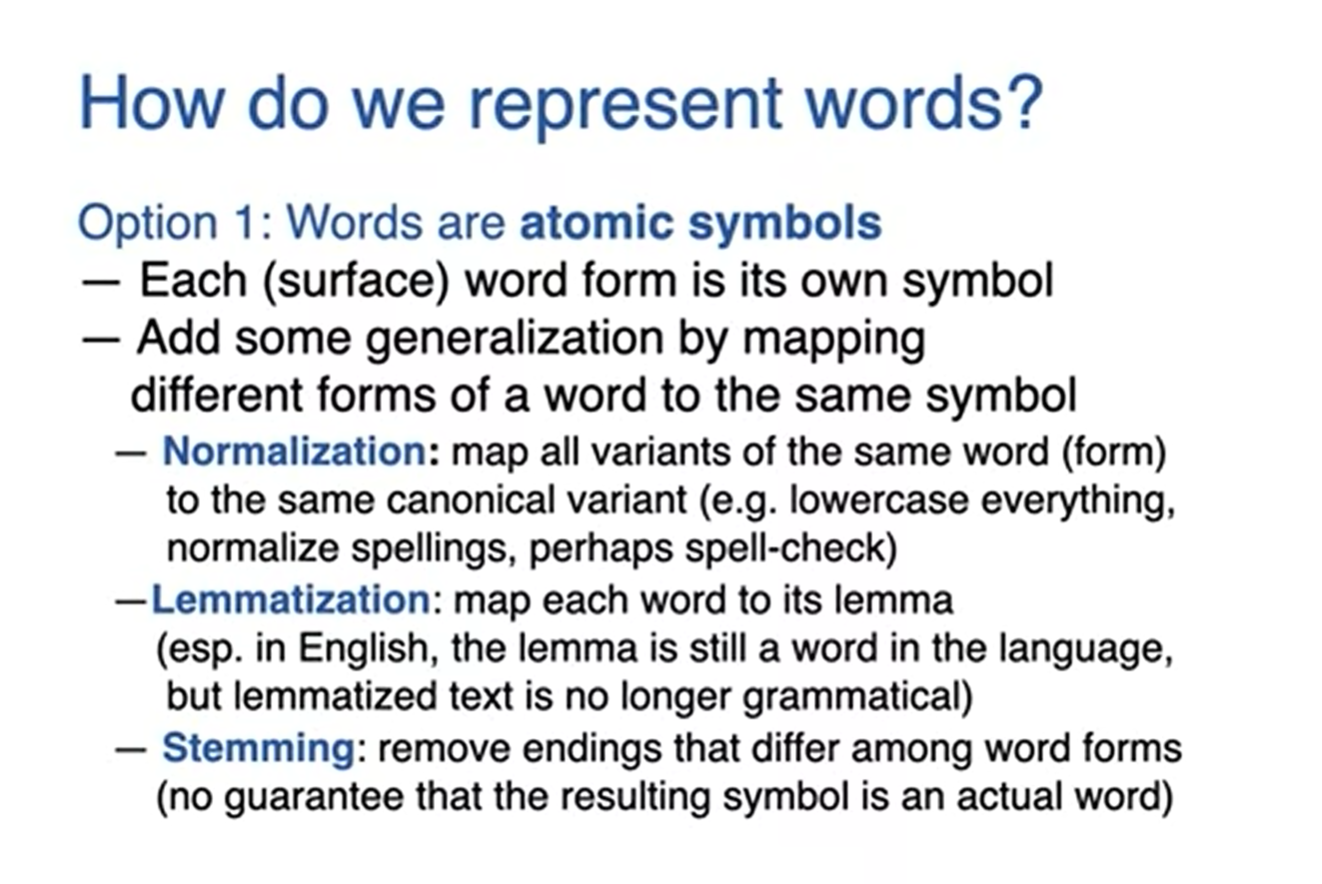 How do we represent words?
Option 1: Words are atomic symbols
— Each (surface) word form is its own symbol
— Add some generalization by mapping
different forms of a word to the same symbol
— Normalization: map all variants of the same word (form)
to the same canonical variant (e.g. lowercase everything,
normalize spellings, perhaps spell-check)
—Lemmatization: map each word to its lemma
(esp. in English, the lemma is still a word in the language,
but lemmatized text is no longer grammatical)
— Stemming: remove endings that differ among word forms
(no guarantee that the resulting symbol is an actual word)